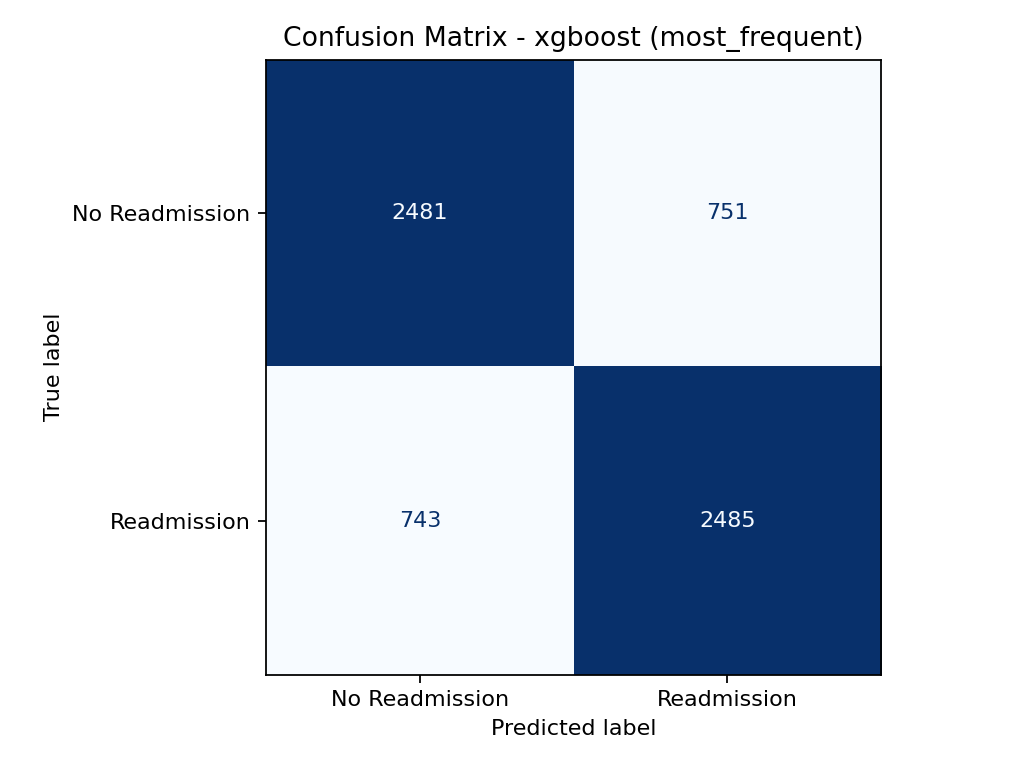 Confusion Matrix - xgboost (most_frequent)
No Readmission
2481
751
True label
Readmission
743
2485
No Readmission
Readmission
Predicted label